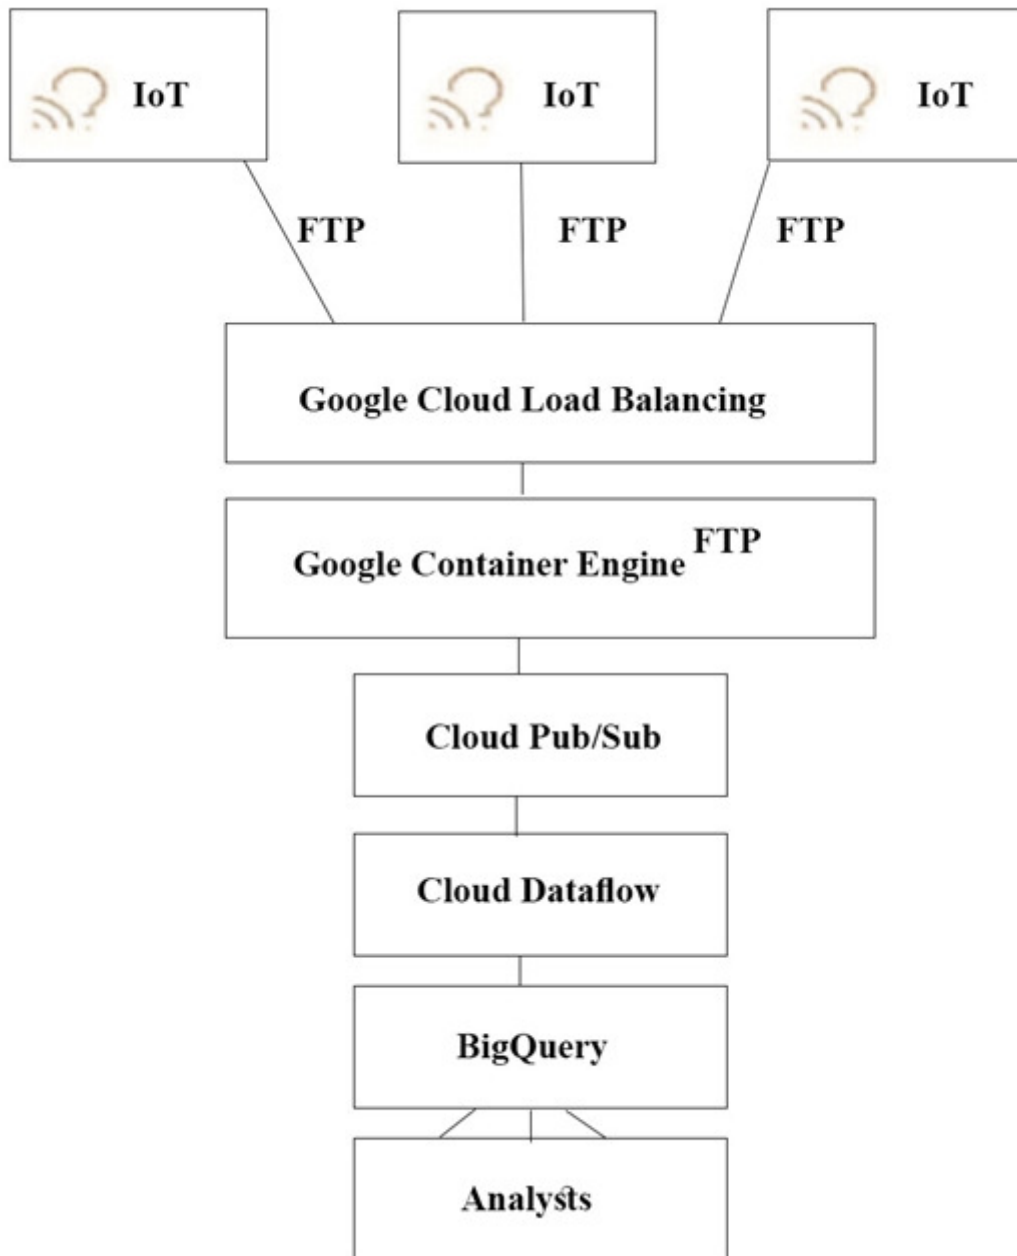 IoT IoT IoT
FTP FTP FTP
Google Cloud Load Balancing
Google Container Engine FTP
Cloud Pub/Sub
Cloud Dataflow
BigQuery
Analysts